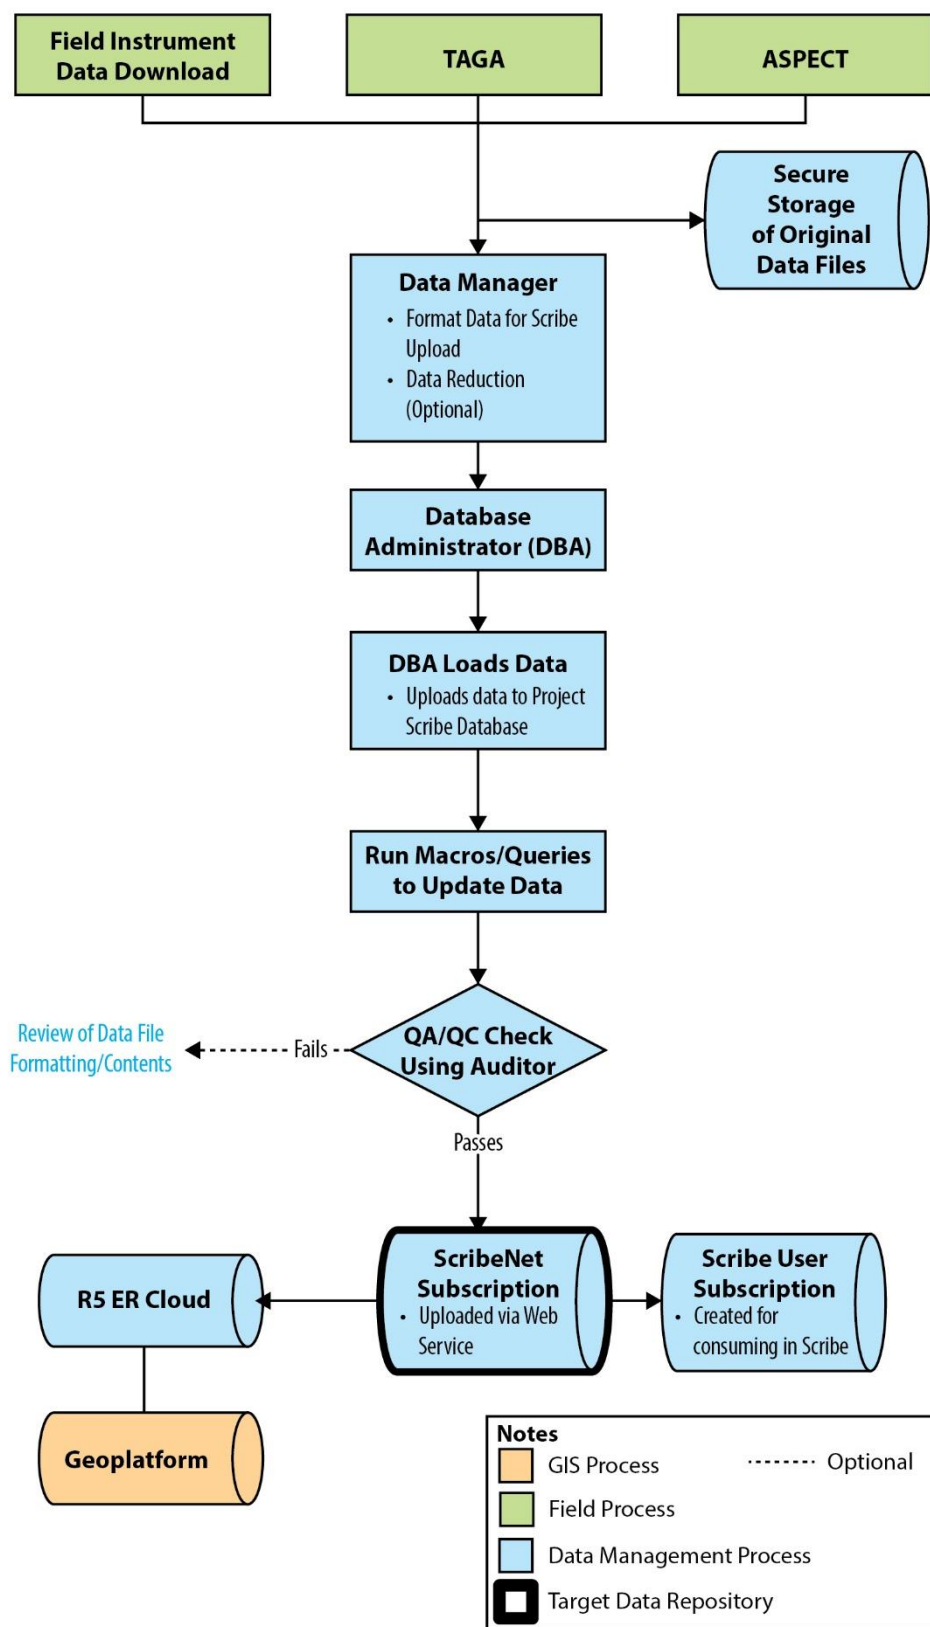 Field Instrument
Data Download
TAGA
ASPECT
Secure
Storage
of Original
Data Files
Data Manager
• Format Data for Scribe
Upload
• Data Reduction
(Optional)
Database
Administrator (DBA)
DBA Loads Data
• Uploads data to Project
Scribe Database
Run Macros/Queries
to Update Data
QA/QC Check
Using Auditor
Fails
Review of Data File
Formatting/Contents
Passes
R5 ER Cloud
ScribeNet
Subscription
• Uploaded via Web
Service
Scribe User
Subscription
• Created for
consuming in Scribe
Geoplatform
Notes
GIS Process
Optional
Field Process
Data Management Process
Target Data Repository